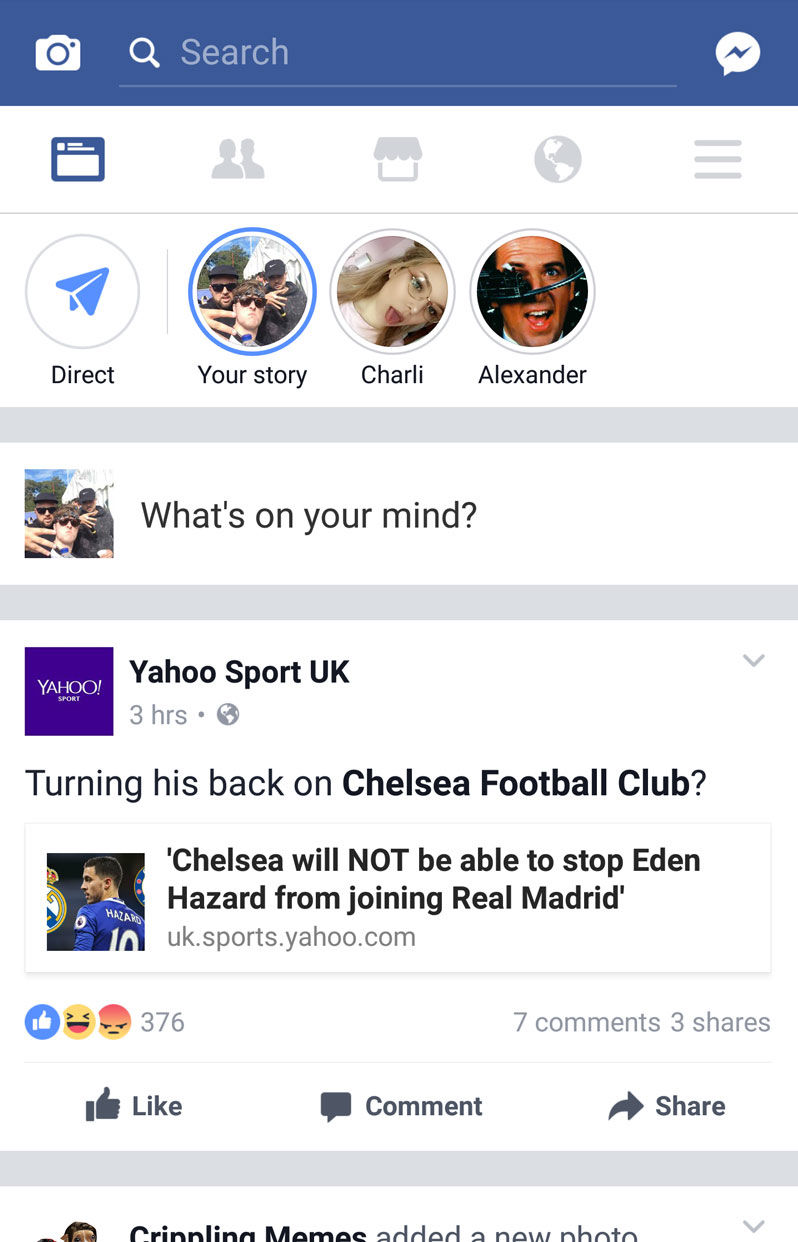 Search
Direct
Your story
Charli
Alexander
What's on your mind?
YAHOO!
SPORT
Yahoo Sport UK
3 hrs •
Turning his back on Chelsea Football Club?
'Chelsea will NOT be able to stop Eden
Hazard from joining Real Madrid'
uk.sports.yahoo.com
HAZARD
10
376
7 comments 3 shares
Like
Comment
Share
Crippling Memes added a new photo